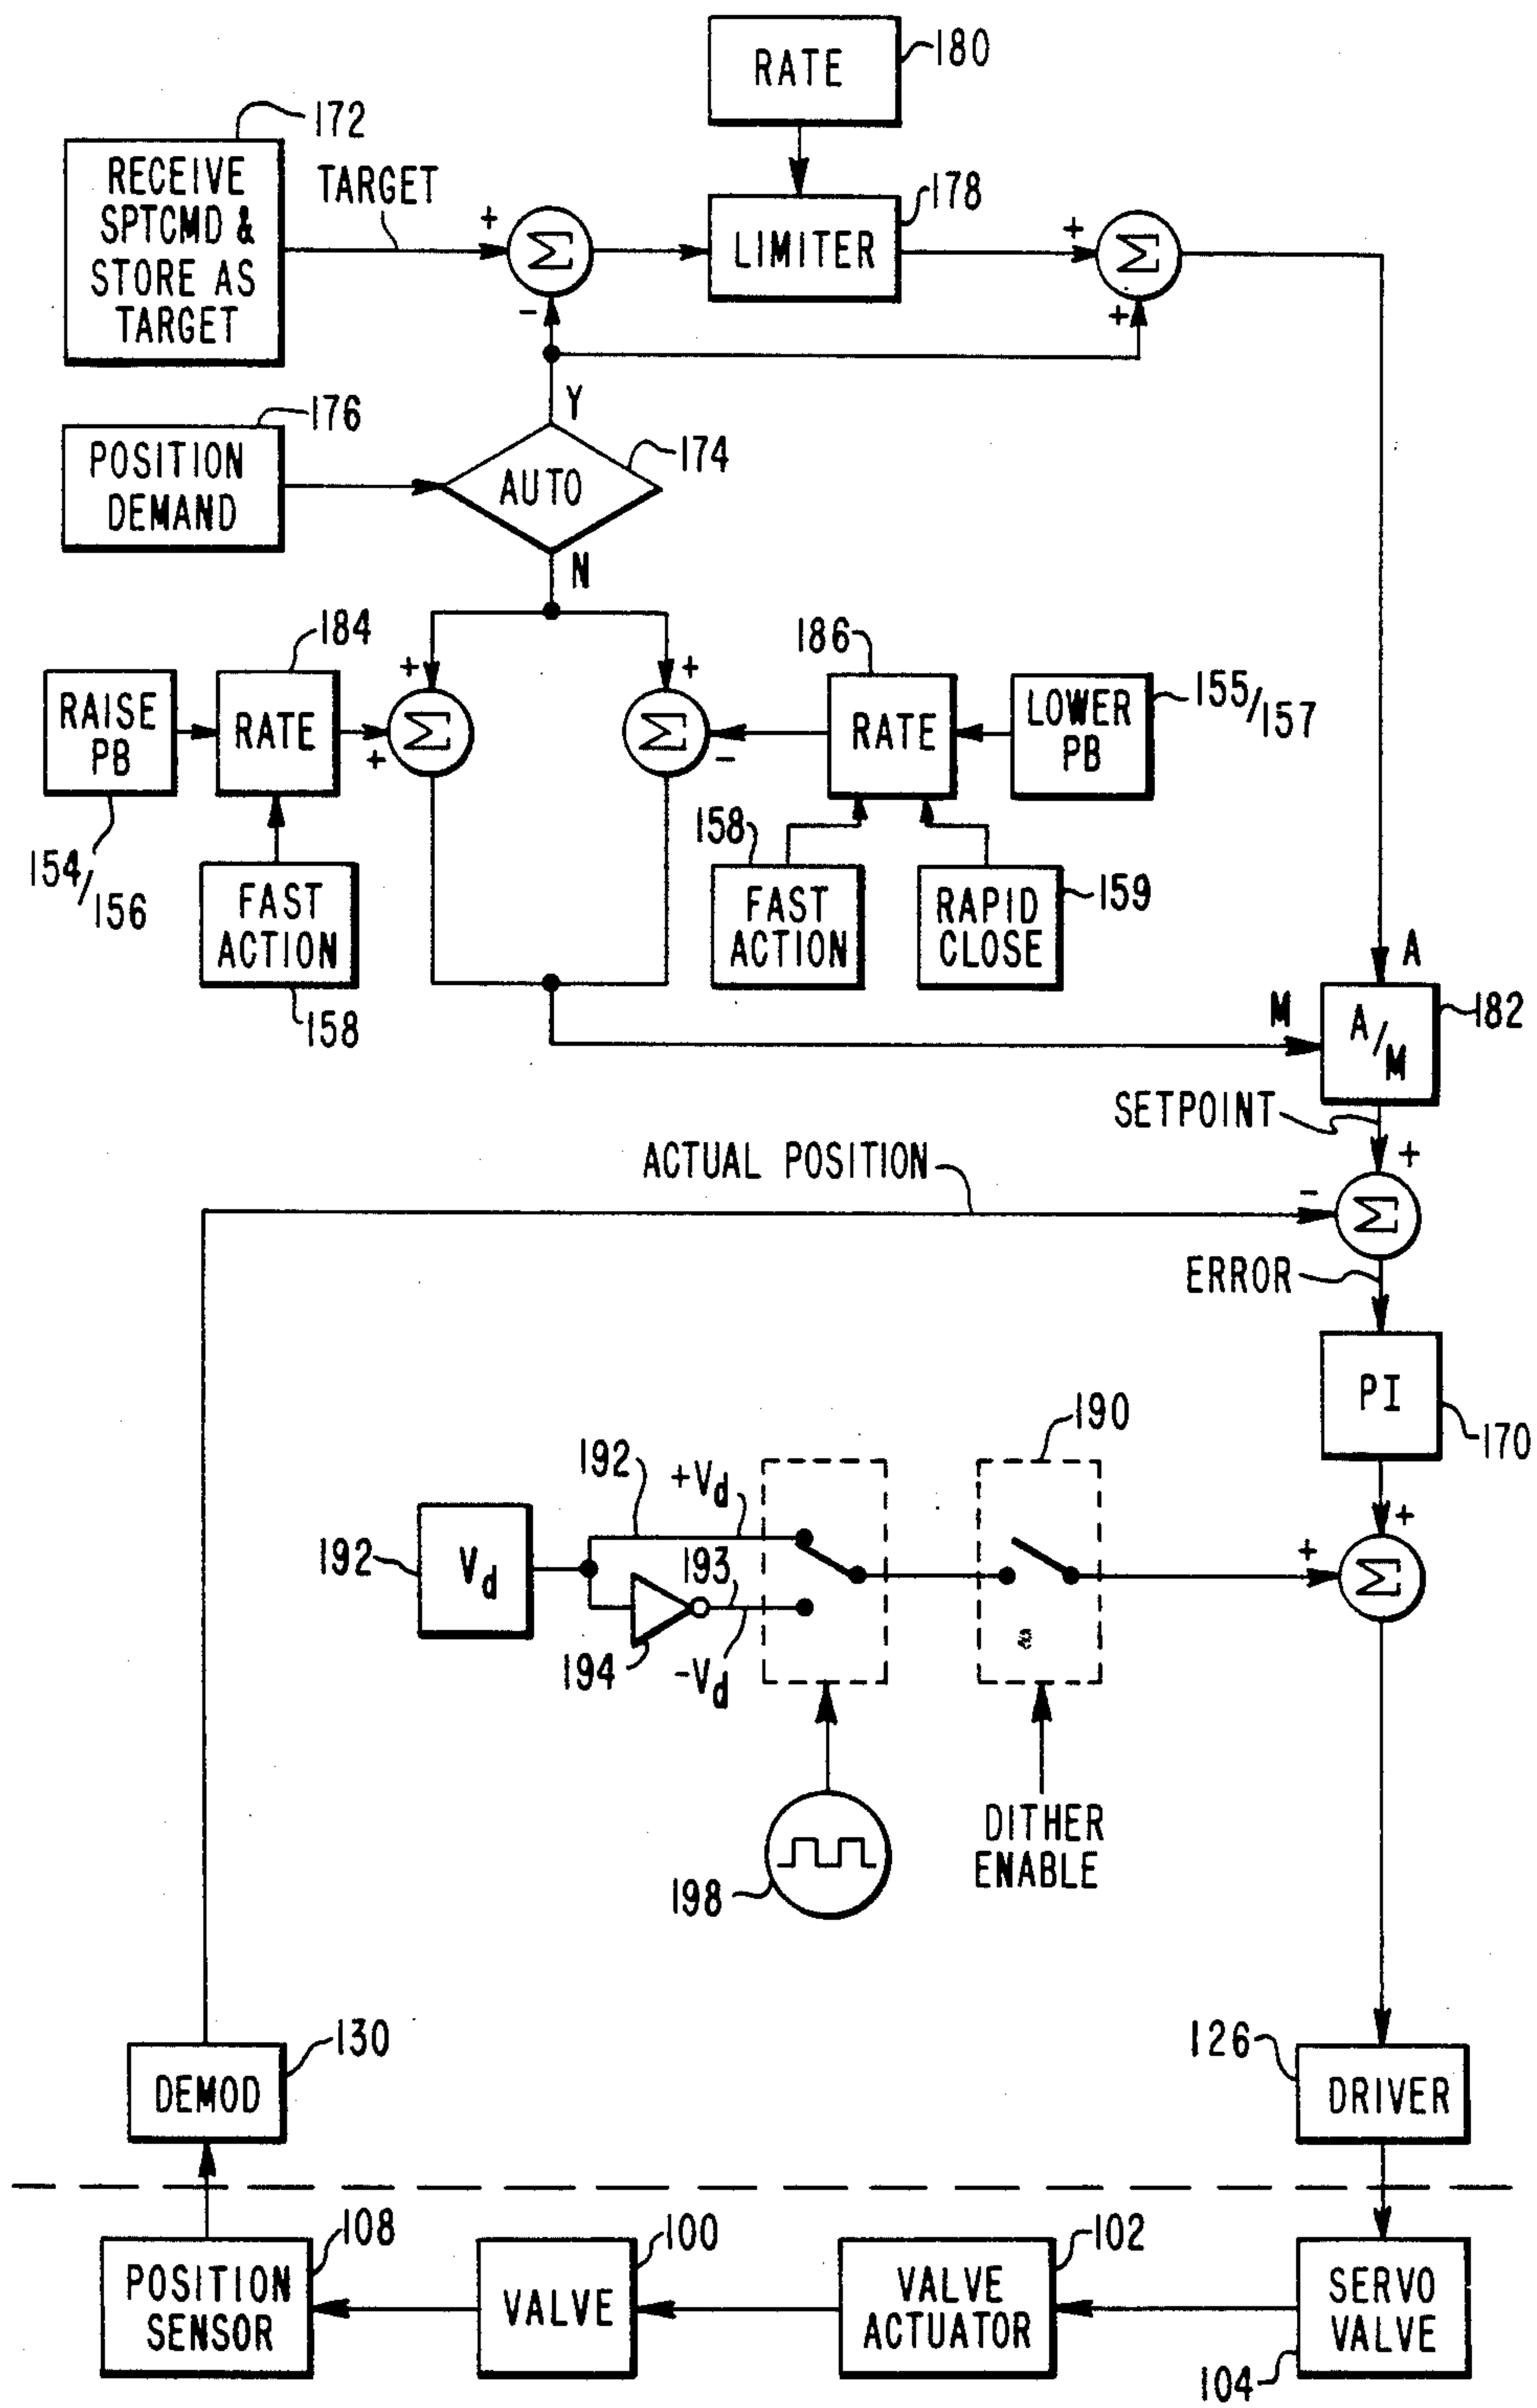 RATE
180
172
RECEIVE
SPTCMD &
STORE AS
TARGET
TARGET
+
Σ
-
LIMITER
178
+
Σ
+
Y
176
POSITION
DEMAND
AUTO
174
N
184
RAISE
PB
RATE
+
+
Σ
+
Σ
-
186
RATE
LOWER
PB
155/157
154/156
FAST
ACTION
158
158
FAST
ACTION
RAPID
CLOSE
159
A
M
A/M
182
SETPOINT
+
ACTUAL POSITION
-
Σ
ERROR
PI
170
190
192
+Vd
192
Vd
193
194
-Vd
+
+
Σ
198
DITHER
ENABLE
130
DEMOD
126
DRIVER
108
POSITION
SENSOR
100
VALVE
102
VALVE
ACTUATOR
SERVO
VALVE
104